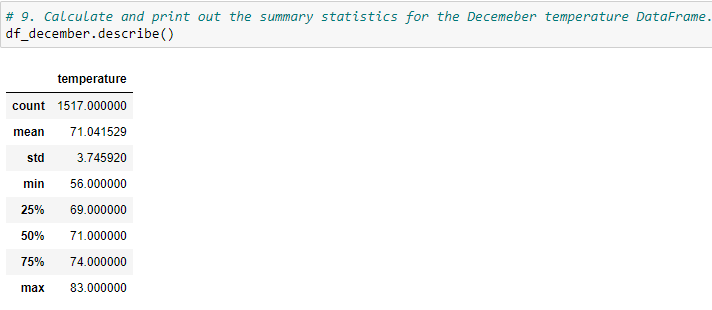 # 9. Calculate and print out the summary statistics for the Decemeber temperature DataFrame.
df_december.describe()
temperature
count 1517.000000
mean 71.041529
std 3.745920
min 56.000000
25% 69.000000
50% 71.000000
75% 74.000000
max 83.000000